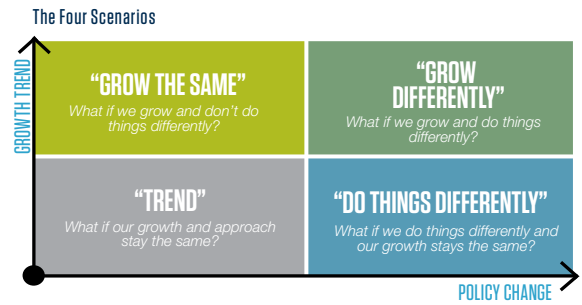 The Four Scenarios
GROWTH TREND
“GROW THE SAME”
What if we grow and don't do
things differently?
“GROW
DIFFERENTLY”
What if we grow and do things
differently?
“TREND”
What if our growth and approach
stay the same?
“DO THINGS DIFFERENTLY”
What if we do things differently and
our growth stays the same?
POLICY CHANGE